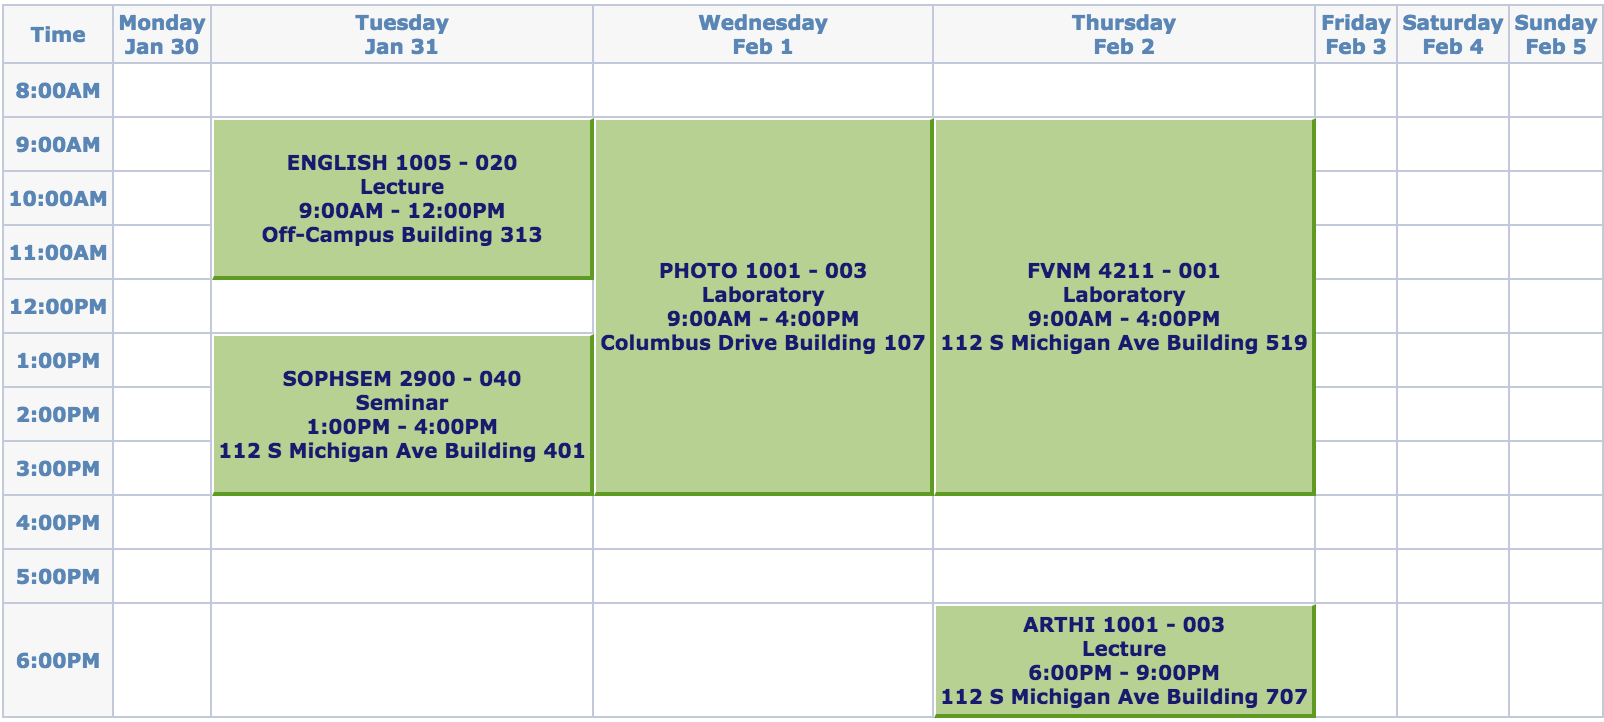 Time
Monday
Jan 30
Tuesday
Jan 31
Wednesday
Feb 1
Thursday
Feb 2
Friday
Feb 3
Saturday
Feb 4
Sunday
Feb 5
8:00AM
9:00AM
ENGLISH 1005 - 020
Lecture
9:00AM - 12:00PM
Off-Campus Building 313
PHOTO 1001 - 003
Laboratory
9:00AM - 4:00PM
Columbus Drive Building 107
FVNM 4211 - 001
Laboratory
9:00AM - 4:00PM
112 S Michigan Ave Building 519
10:00AM
11:00AM
12:00PM
1:00PM
SOPHSEM 2900 - 040
Seminar
1:00PM - 4:00PM
112 S Michigan Ave Building 401
2:00PM
3:00PM
4:00PM
5:00PM
6:00PM
ARTHI 1001 - 003
Lecture
6:00PM - 9:00PM
112 S Michigan Ave Building 707